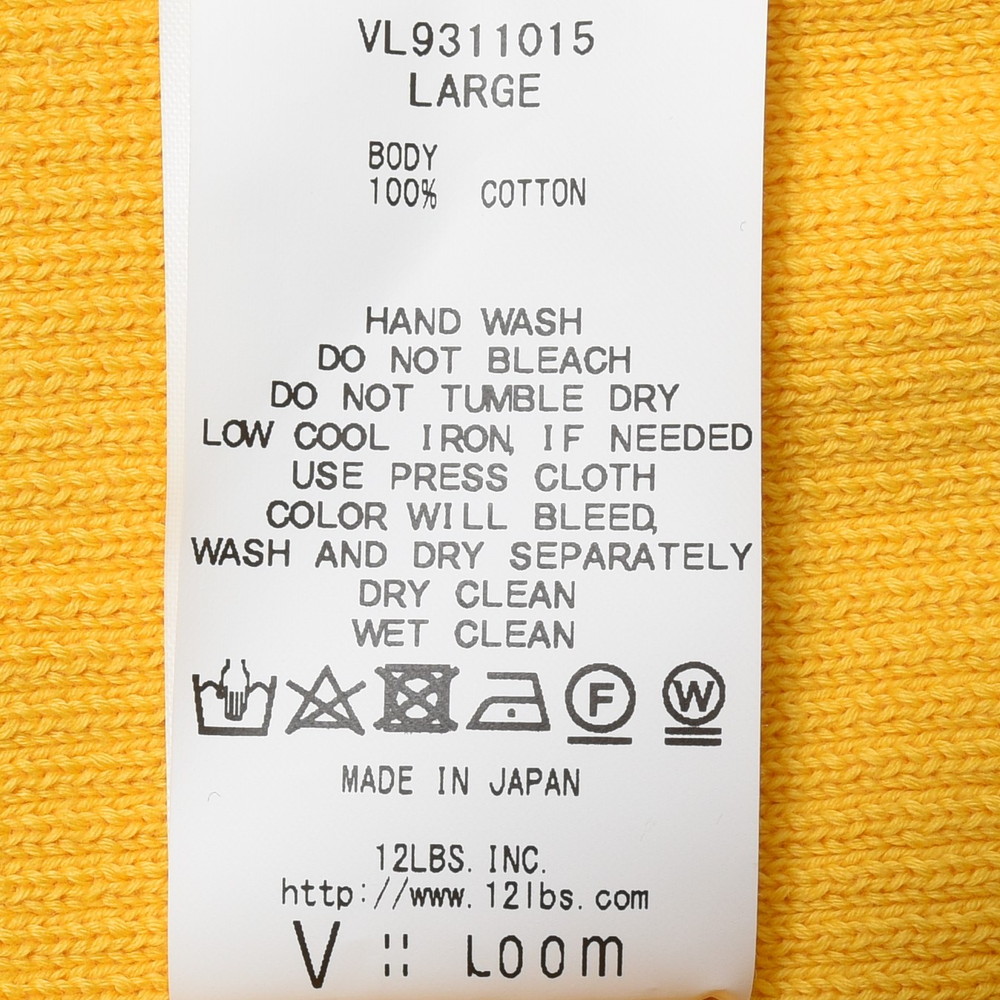 VL9311015
LARGE
BODY
100% COTTON
HAND WASH
DO NOT BLEACH
DO NOT TUMBLE DRY
LOW COOL IRON, IF NEEDED
USE PRESS CLOTH
COLOR WILL BLEED,
WASH AND DRY SEPARATELY
DRY CLEAN
WET CLEAN
F W
MADE IN JAPAN
12LBS. INC.
http://www.12lbs.com
V :: LOOM